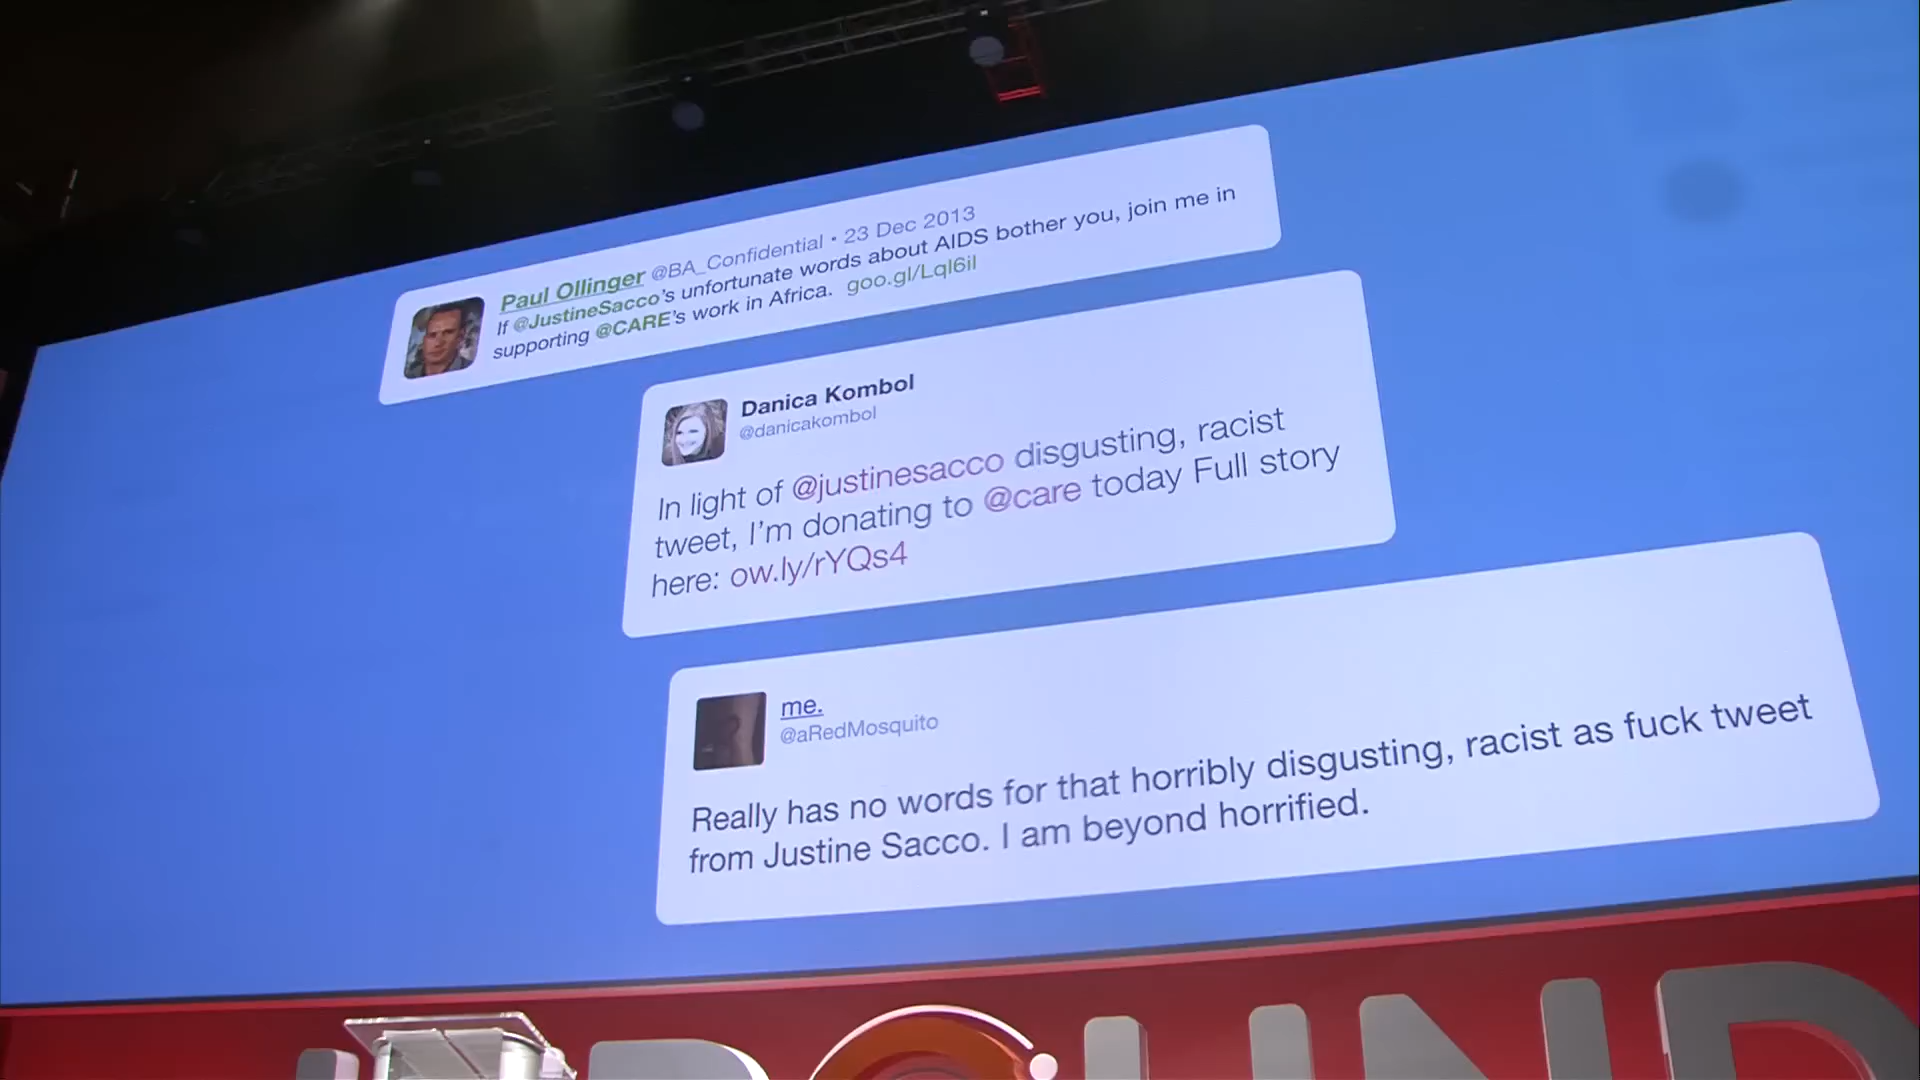 Paul Ollinger @BA_Confidential • 23 Dec 2013
If @JustineSacco's unfortunate words about AIDS bother you, join me in
supporting @CARE's work in Africa. goo.gl/Lql6il
Danica Kombol
@danicakombol
In light of @justinesacco disgusting, racist
tweet, I'm donating to @care today Full story
here: ow.ly/rYQs4
me.
@aRedMosquito
Really has no words for that horribly disgusting, racist as fuck tweet
from Justine Sacco. I am beyond horrified.